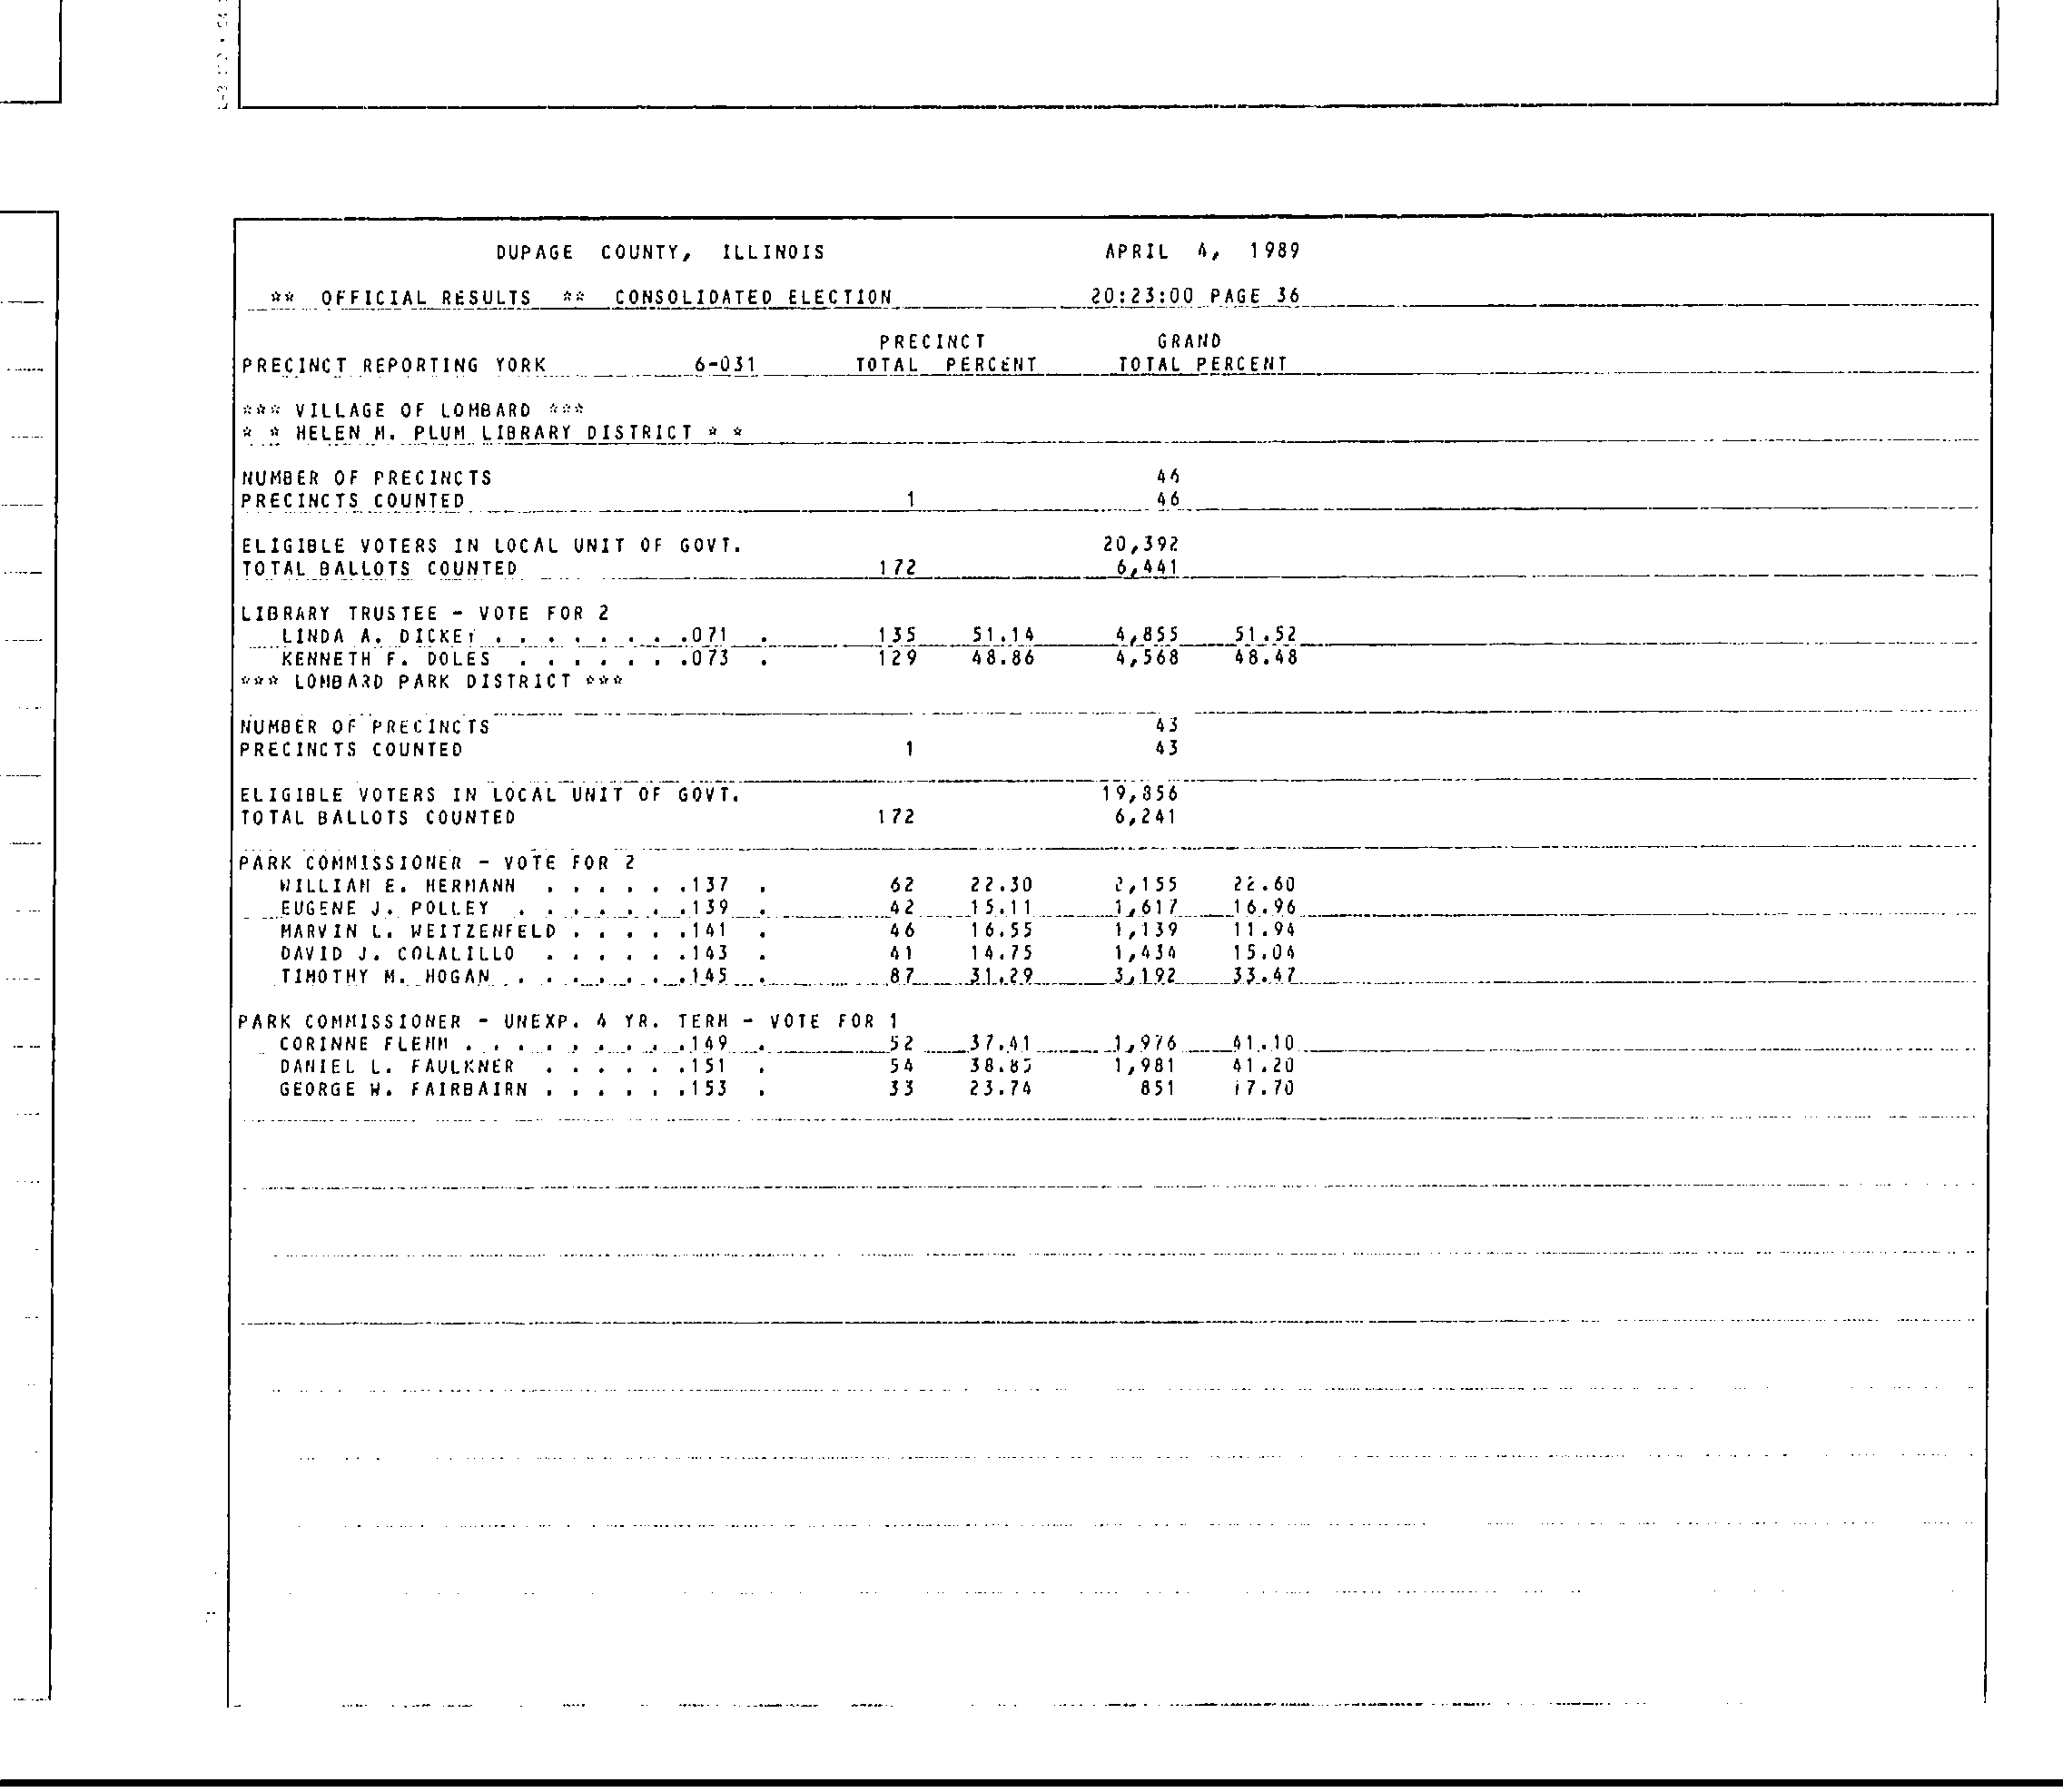 DUPAGE COUNTY, ILLINOIS APRIL 4, 1989
** OFFICIAL RESULTS ** CONSOLIDATED ELECTION 20:23:00 PAGE 36
PRECINCT GRAND
PRECINCT REPORTING YORK 6-031 TOTAL PERCENT TOTAL PERCENT
*** VILLAGE OF LOMBARD ***
* * HELEN M. PLUM LIBRARY DISTRICT * *
NUMBER OF PRECINCTS 46
PRECINCTS COUNTED 1 46
ELIGIBLE VOTERS IN LOCAL UNIT OF GOVT. 20,392
TOTAL BALLOTS COUNTED 172 6,441
LIBRARY TRUSTEE - VOTE FOR 2
LINDA A. DICKEY . . . . . . . .071 . 135 51.14 4,855 51.52
KENNETH F. DOLES . . . . . . .073 . 129 48.86 4,568 48.48
*** LOMBARD PARK DISTRICT ***
NUMBER OF PRECINCTS 43
PRECINCTS COUNTED 1 43
ELIGIBLE VOTERS IN LOCAL UNIT OF GOVT. 19,856
TOTAL BALLOTS COUNTED 172 6,241
PARK COMMISSIONER - VOTE FOR 2
WILLIAM E. HERMANN . . . . . .137 . 62 22.30 2,155 22.60
EUGENE J. POLLEY . . . . . . .139 . 42 15.11 1,617 16.96
MARVIN L. WEITZENFELD . . . . .141 . 46 16.55 1,139 11.94
DAVID J. COLALILLO . . . . . .143 . 41 14.75 1,434 15.04
TIMOTHY M. HOGAN . . . . . . .145 . 87 31.29 3,192 33.47
PARK COMMISSIONER - UNEXP. 4 YR. TERM - VOTE FOR 1
CORINNE FLEMM . . . . . . . . .149 . 52 37.41 1,976 41.10
DANIEL L. FAULKNER . . . . . .151 . 54 38.85 1,981 41.20
GEORGE W. FAIRBAIRN . . . . . .153 . 33 23.74 851 17.70